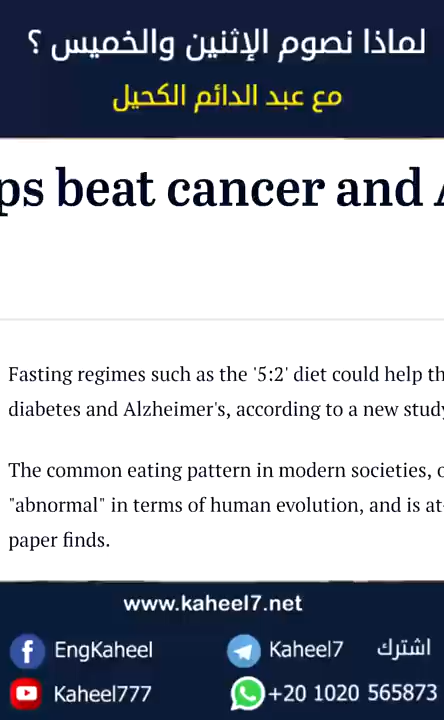 لماذا نصوم الإثنين والخميس ؟
مع عبد الدائم الكحيل
ps beat cancer and
Fasting regimes such as the '5:2' diet could help th
diabetes and Alzheimer's, according to a new study
The common eating pattern in modern societies, o
"abnormal" in terms of human evolution, and is at
paper finds.
www.kaheel7.net
EngKaheel
Kaheel7
اشترك
Kaheel777
+20 1020 565873